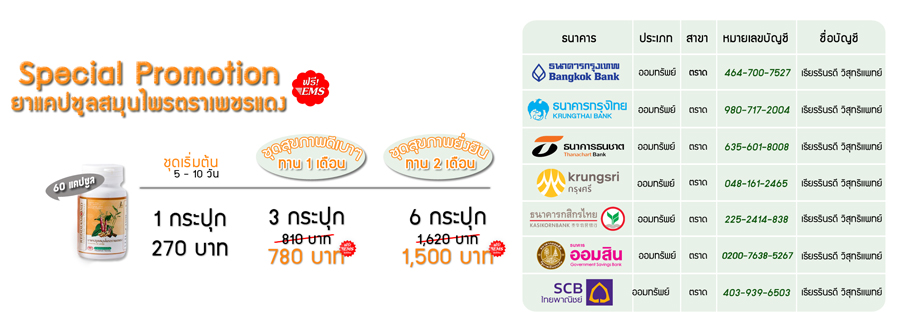 Special Promotion
ยาแคปซูลสมุนไพรตราเพชรแดง
ฟรี!
EMS
60 แคปซูล
ชุดเริ่มต้น
5 - 10 วัน
1 กระปุก
270 บาท
ชุดสุขภาพดีเบาๆ
ทาน 1 เดือน
3 กระปุก
810 บาท
780 บาท
ฟรี
EMS
ชุดสุขภาพยั่งยืน
ทาน 2 เดือน
6 กระปุก
1,620 บาท
1,500 บาท
ฟรี
EMS
ธนาคาร ประเภท สาขา หมายเลขบัญชี ชื่อบัญชี
ธนาคารกรุงเทพ
Bangkok Bank ออมทรัพย์ ตราด 464-700-7527 เรียรรินรดี วิสุทธิแพทย์
ธนาคารกรุงไทย
KRUNGTHAI BANK ออมทรัพย์ ตราด 980-717-2004 เรียรรินรดี วิสุทธิแพทย์
ธนาคารธนชาต
Thanachart Bank ออมทรัพย์ ตราด 635-601-8008 เรียรรินรดี วิสุทธิแพทย์
krungsri
กรุงศรี ออมทรัพย์ ตราด 048-161-2465 เรียรรินรดี วิสุทธิแพทย์
ธนาคารกสิกรไทย
KASIKORNBANK 开泰银行 ออมทรัพย์ ตราด 225-2414-838 เรียรรินรดี วิสุทธิแพทย์
ธนาคาร
ออมสิน
Government Savings Bank ออมทรัพย์ ตราด 0200-7638-5267 เรียรรินรดี วิสุทธิแพทย์
SCB
ไทยพาณิชย์ ออมทรัพย์ ตราด 403-939-6503 เรียรรินรดี วิสุทธิแพทย์